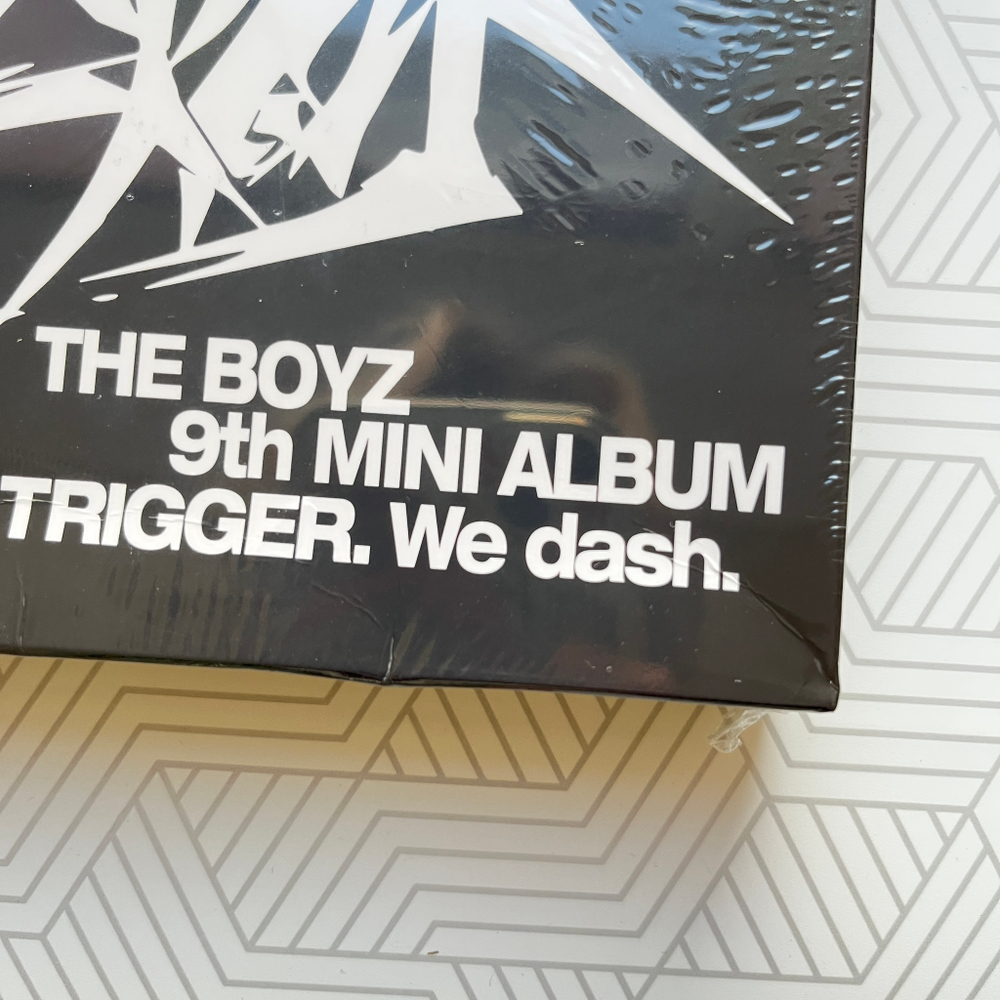 THE BOYZ
9th MINI ALBUM
TRIGGER. We dash.